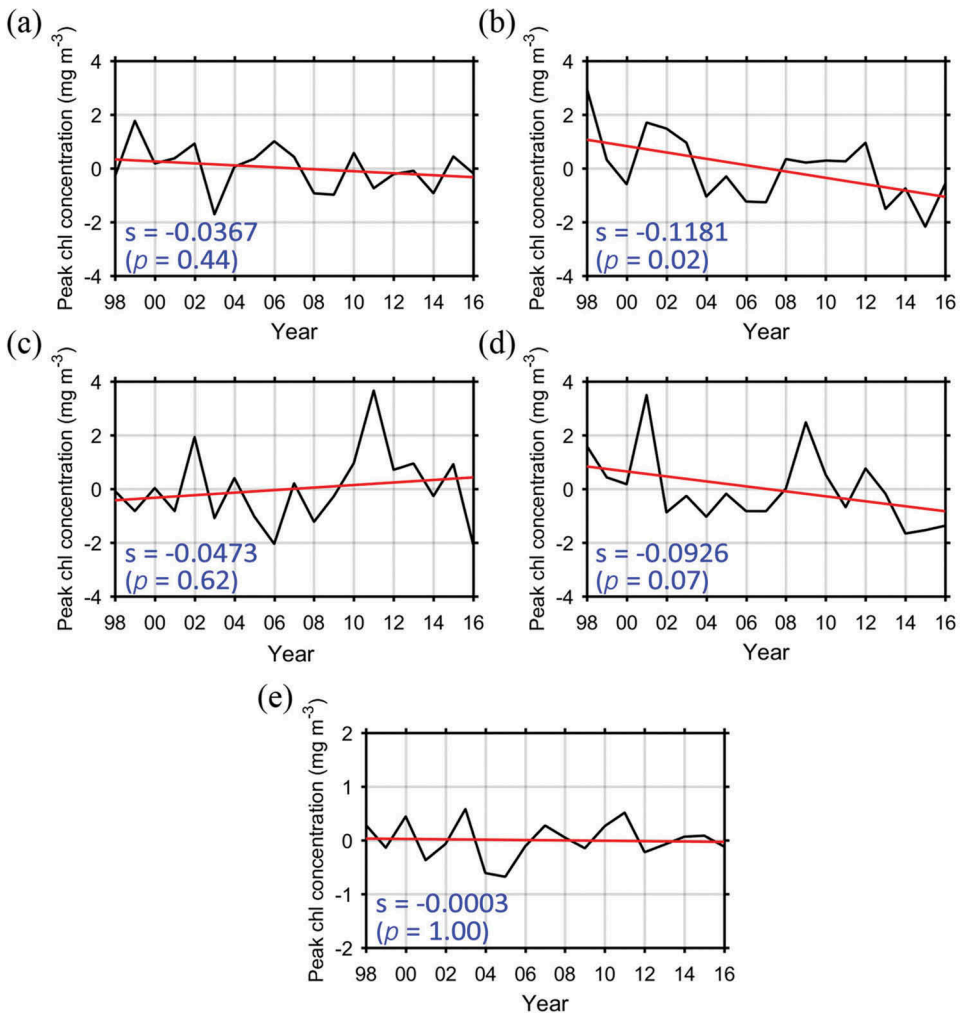 (a)
Peak chl concentration (mg m-3)
4
2
0
-2
-4
s = -0.0367
(p = 0.44)
98 00 02 04 06 08 10 12 14 16
Year
(b)
Peak chl concentration (mg m-3)
4
2
0
-2
-4
s = -0.1181
(p = 0.02)
98 00 02 04 06 08 10 12 14 16
Year
(c)
Peak chl concentration (mg m-3)
4
2
0
-2
-4
s = -0.0473
(p = 0.62)
98 00 02 04 06 08 10 12 14 16
Year
(d)
Peak chl concentration (mg m-3)
4
2
0
-2
-4
s = -0.0926
(p = 0.07)
98 00 02 04 06 08 10 12 14 16
Year
(e)
Peak chl concentration (mg m-3)
2
1
0
-1
-2
s = -0.0003
(p = 1.00)
98 00 02 04 06 08 10 12 14 16
Year